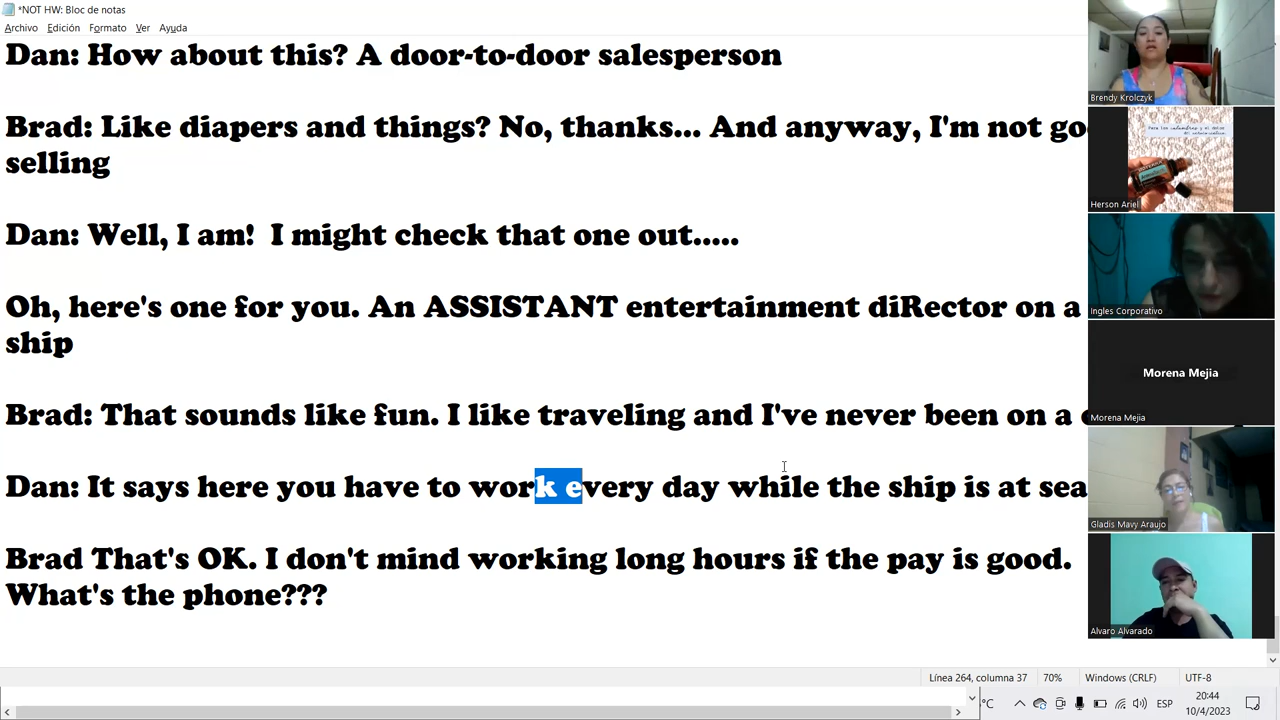 *NOT HW: Bloc de notas
Archivo Edición Formato Ver Ayuda
Dan: How about this? A door-to-door salesperson
Brad: Like diapers and things? No, thanks... And anyway, I'm not go
selling
Dan: Well, I am!  I might check that one out.....
Oh, here's one for you. An ASSISTANT entertainment diRector on a
ship
Brad: That sounds like fun. I like traveling and I've never been on a
Dan: It says here you have to work every day while the ship is at sea
Brad That's OK. I don't mind working long hours if the pay is good.
What's the phone???
Brendy Krolczyk
Para los calambres y el dolor
Herson Ariel
Ingles Corporativo
Morena Mejia
Morena Mejia
Gladis Mavy Araujo
Alvaro Alvarado
Línea 264, columna 37 70% Windows (CRLF) UTF-8
°C ESP 20:44
10/4/2023